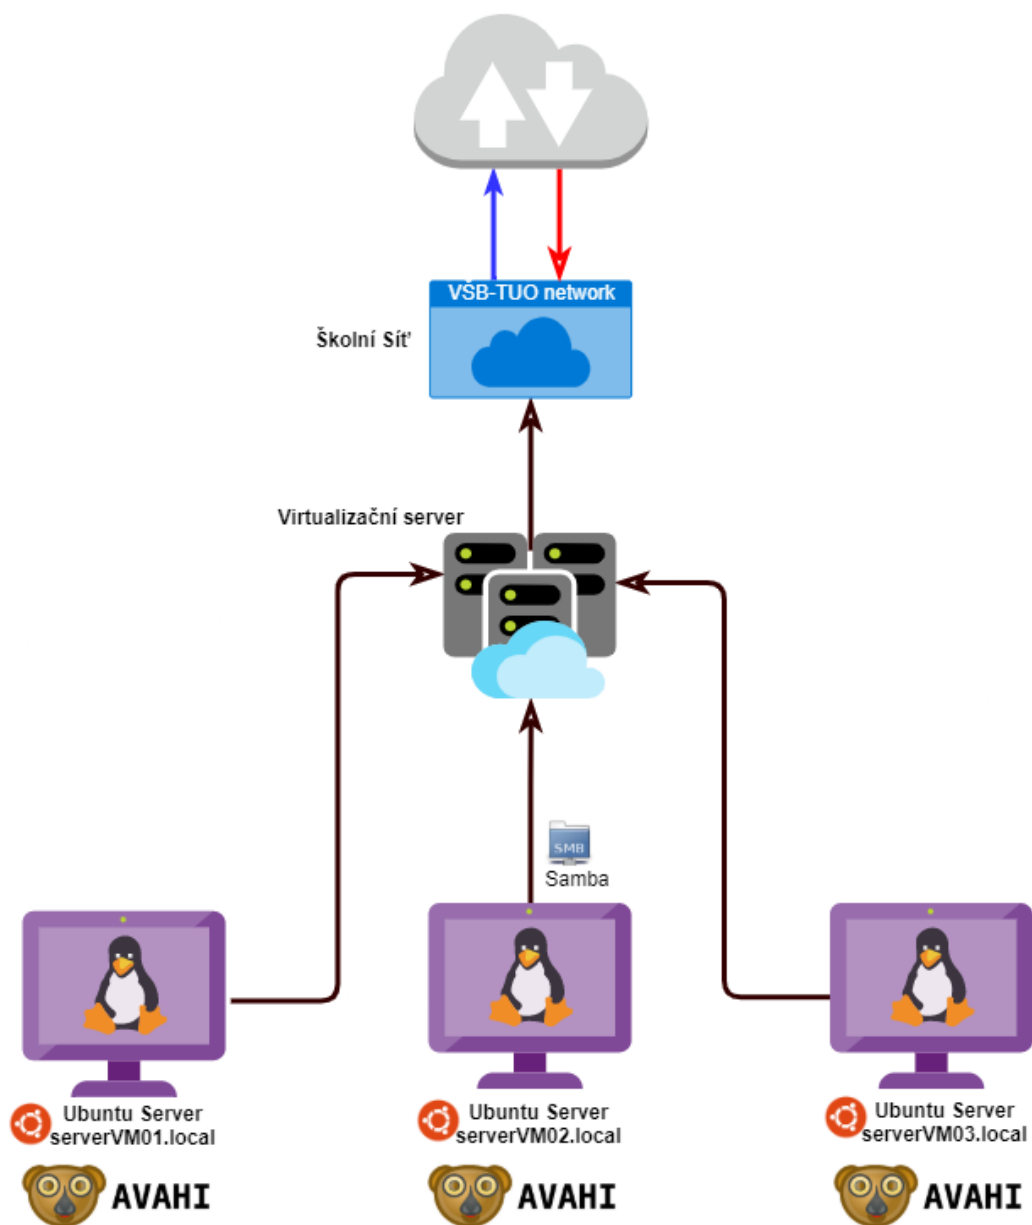 VŠB-TUO network
Školní Síť
Virtualizační server
SMB
Samba
Ubuntu Server
serverVM01.local
AVAHI
Ubuntu Server
serverVM02.local
AVAHI
Ubuntu Server
serverVM03.local
AVAHI